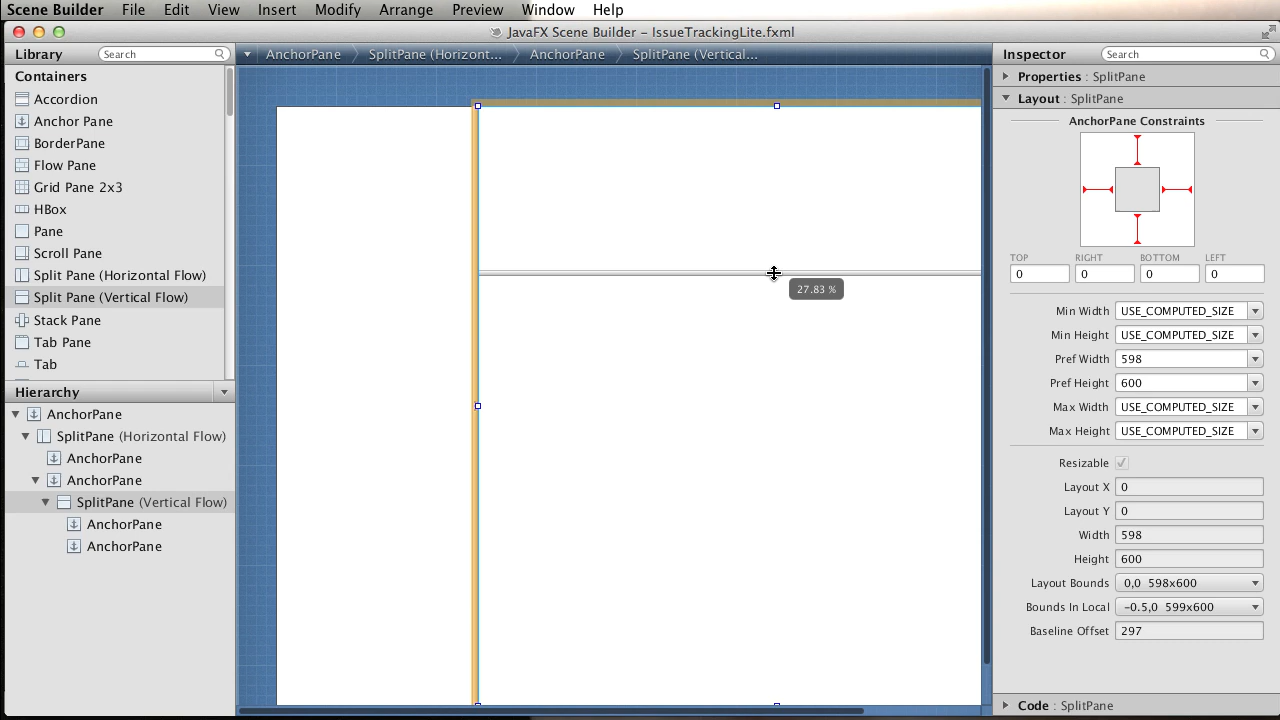 Scene Builder File Edit View Insert Modify Arrange Preview Window Help
JavaFX Scene Builder – IssueTrackingLite.fxml
Library Search
AnchorPane SplitPane (Horizont... AnchorPane SplitPane (Vertical...
Inspector Search
Containers
Accordion
Anchor Pane
BorderPane
Flow Pane
Grid Pane 2x3
HBox
Pane
Scroll Pane
Split Pane (Horizontal Flow)
Split Pane (Vertical Flow)
Stack Pane
Tab Pane
Tab
Hierarchy
AnchorPane
SplitPane (Horizontal Flow)
AnchorPane
AnchorPane
SplitPane (Vertical Flow)
AnchorPane
AnchorPane
27.83 %
Properties : SplitPane
Layout : SplitPane
AnchorPane Constraints
TOP RIGHT BOTTOM LEFT
0 0 0 0
Min Width USE_COMPUTED_SIZE
Min Height USE_COMPUTED_SIZE
Pref Width 598
Pref Height 600
Max Width USE_COMPUTED_SIZE
Max Height USE_COMPUTED_SIZE
Resizable
Layout X 0
Layout Y 0
Width 598
Height 600
Layout Bounds 0,0 598x600
Bounds In Local -0.5,0 599x600
Baseline Offset 297
Code : SplitPane